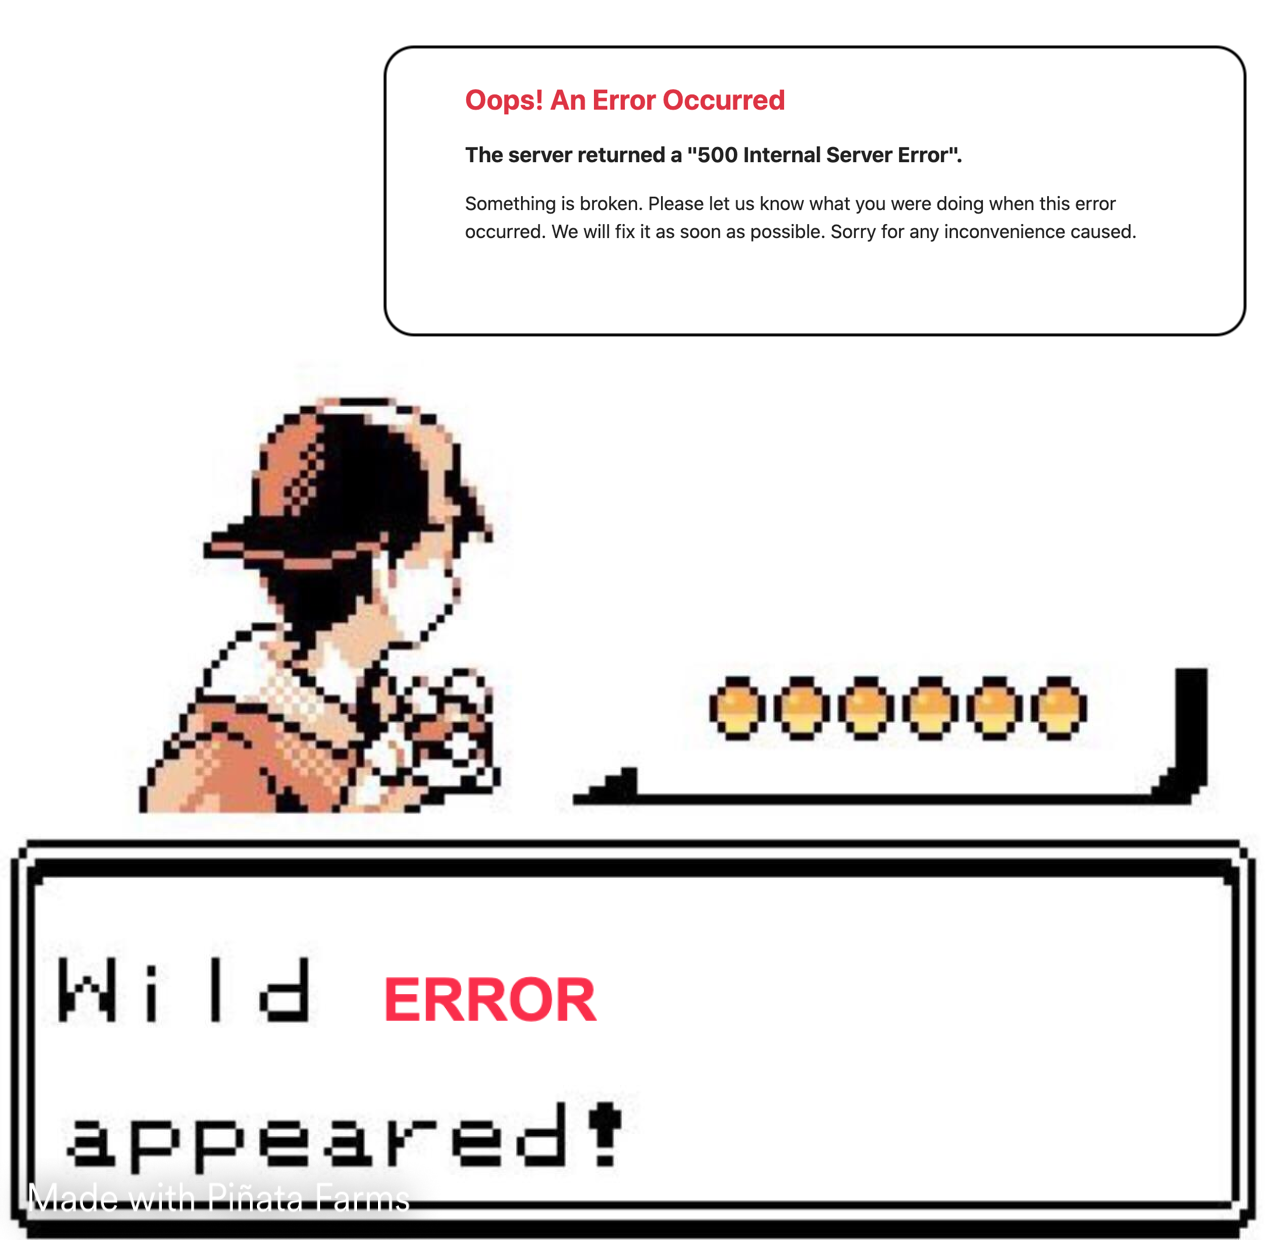 Oops! An Error Occurred
The server returned a "500 Internal Server Error".
Something is broken. Please let us know what you were doing when this error
occurred. We will fix it as soon as possible. Sorry for any inconvenience caused.
Wild ERROR
appeared!
Made with Piñata Farms